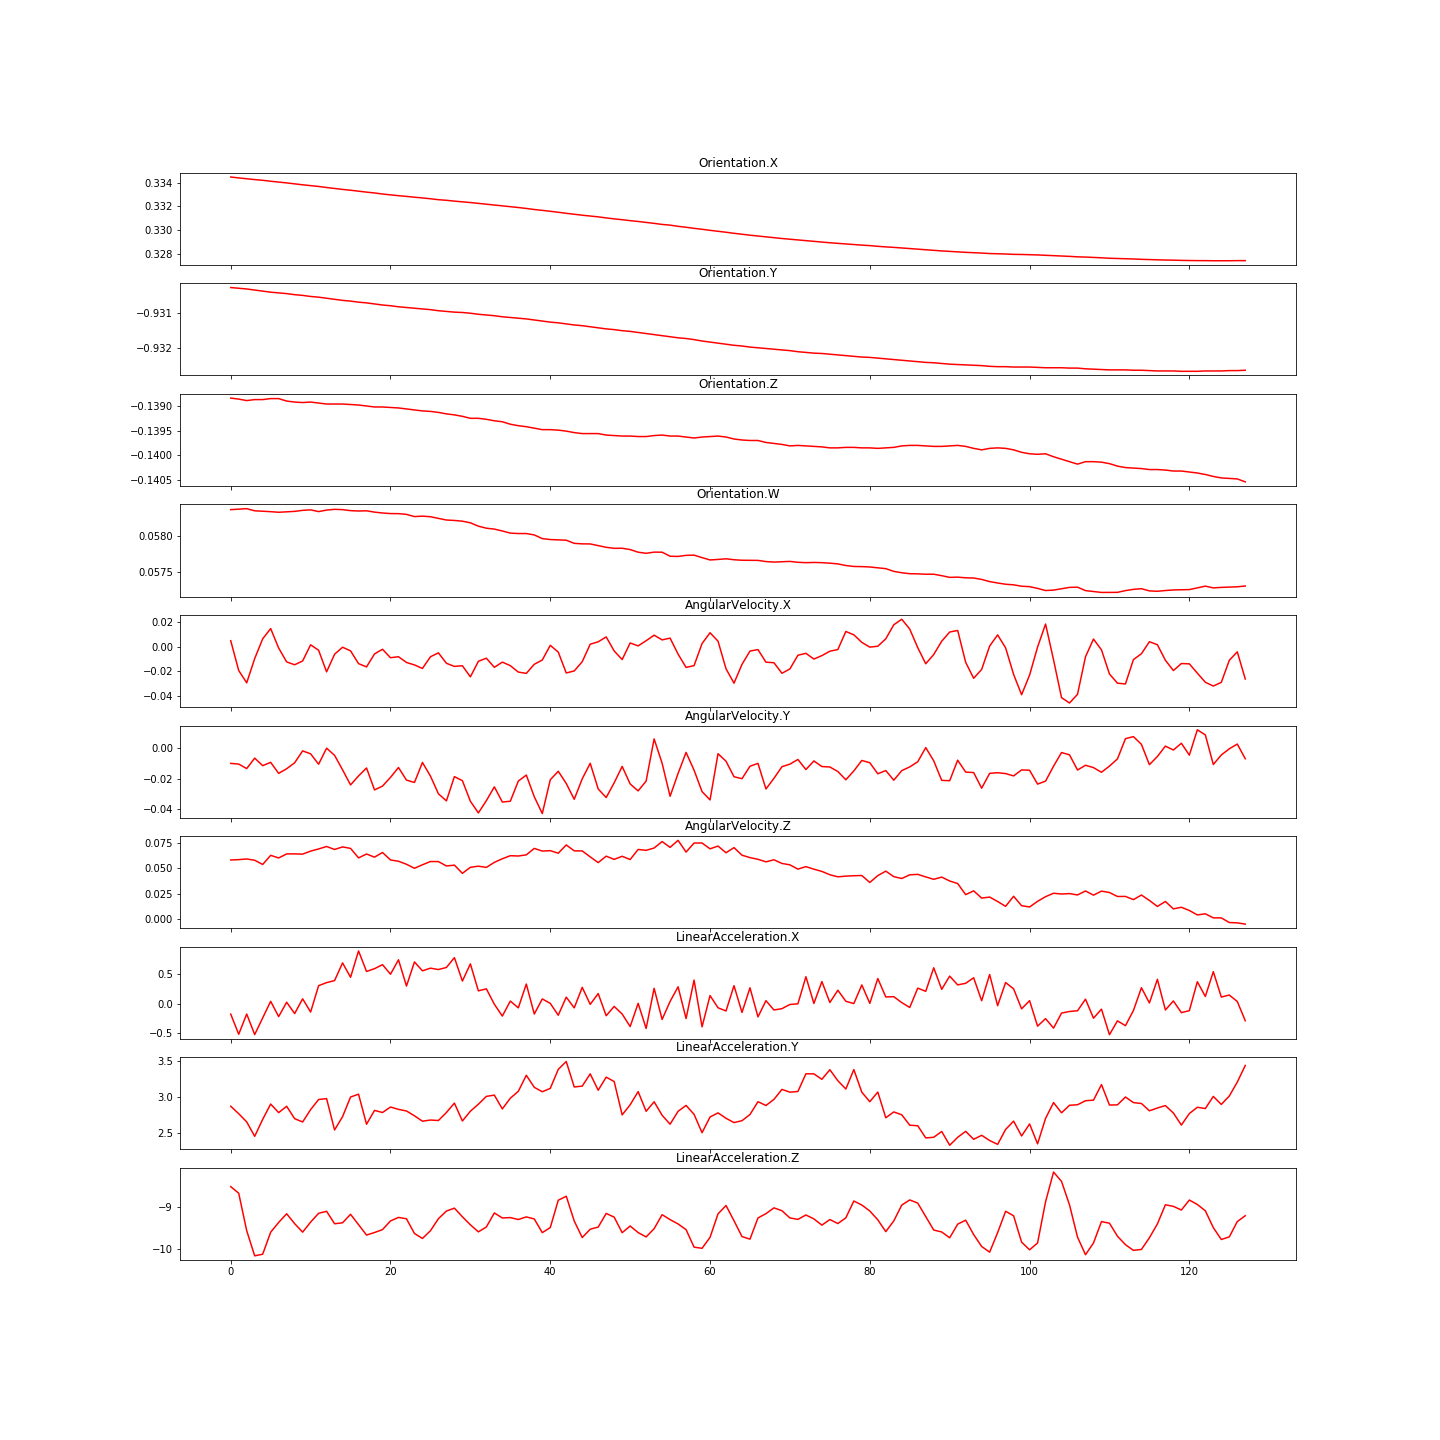 Orientation.X
0.334
0.332
0.330
0.328
Orientation.Y
−0.931
−0.932
Orientation.Z
−0.1390
−0.1395
−0.1400
−0.1405
Orientation.W
0.0580
0.0575
AngularVelocity.X
0.02
0.00
−0.02
−0.04
AngularVelocity.Y
0.00
−0.02
−0.04
AngularVelocity.Z
0.075
0.050
0.025
0.000
LinearAcceleration.X
0.5
0.0
−0.5
LinearAcceleration.Y
3.5
3.0
2.5
LinearAcceleration.Z
−9
−10
0 20 40 60 80 100 120